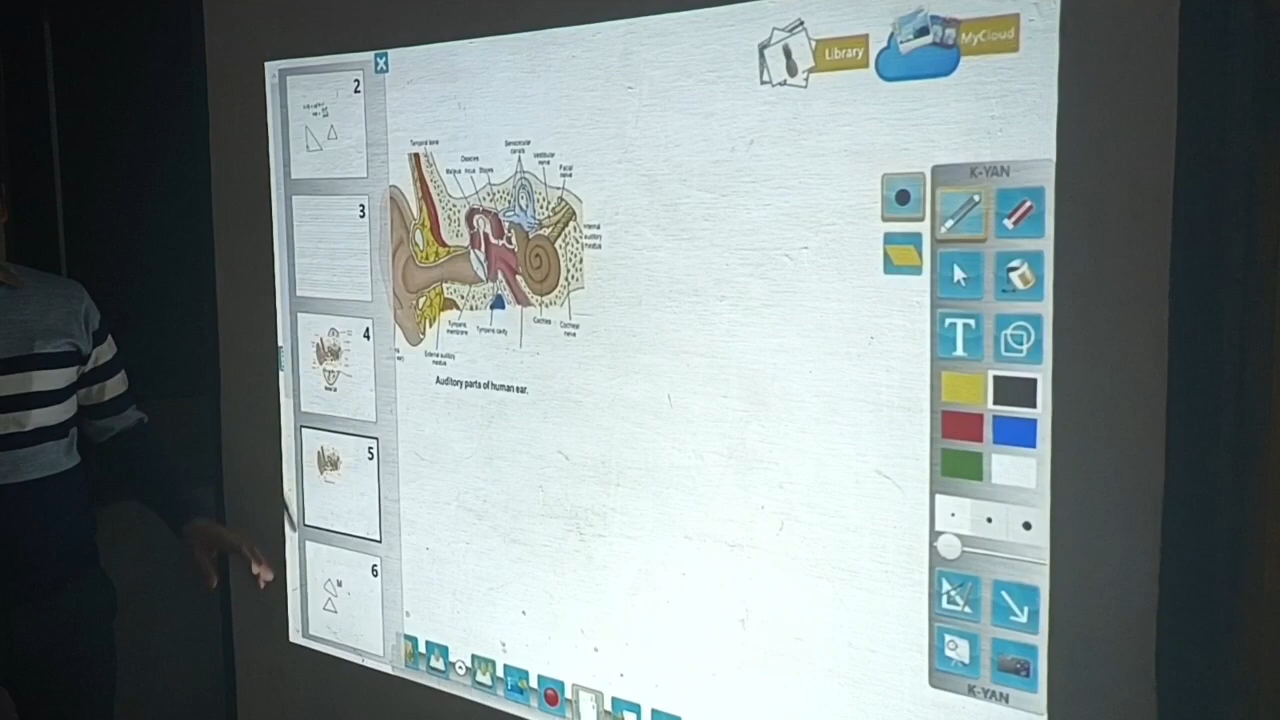 Library
MyCloud
2
3
4
5
6
M
Temporal bone
Semicircular
canals
Ossicles
Malleus Incus Stapes
Vestibular
nerve
Facial
nerve
Internal
auditory
meatus
Tympanic
membrane
Tympanic cavity
Cochlea
Cochlear
nerve
External auditory
meatus
Auditory parts of human ear.
K-YAN
T
K-YAN